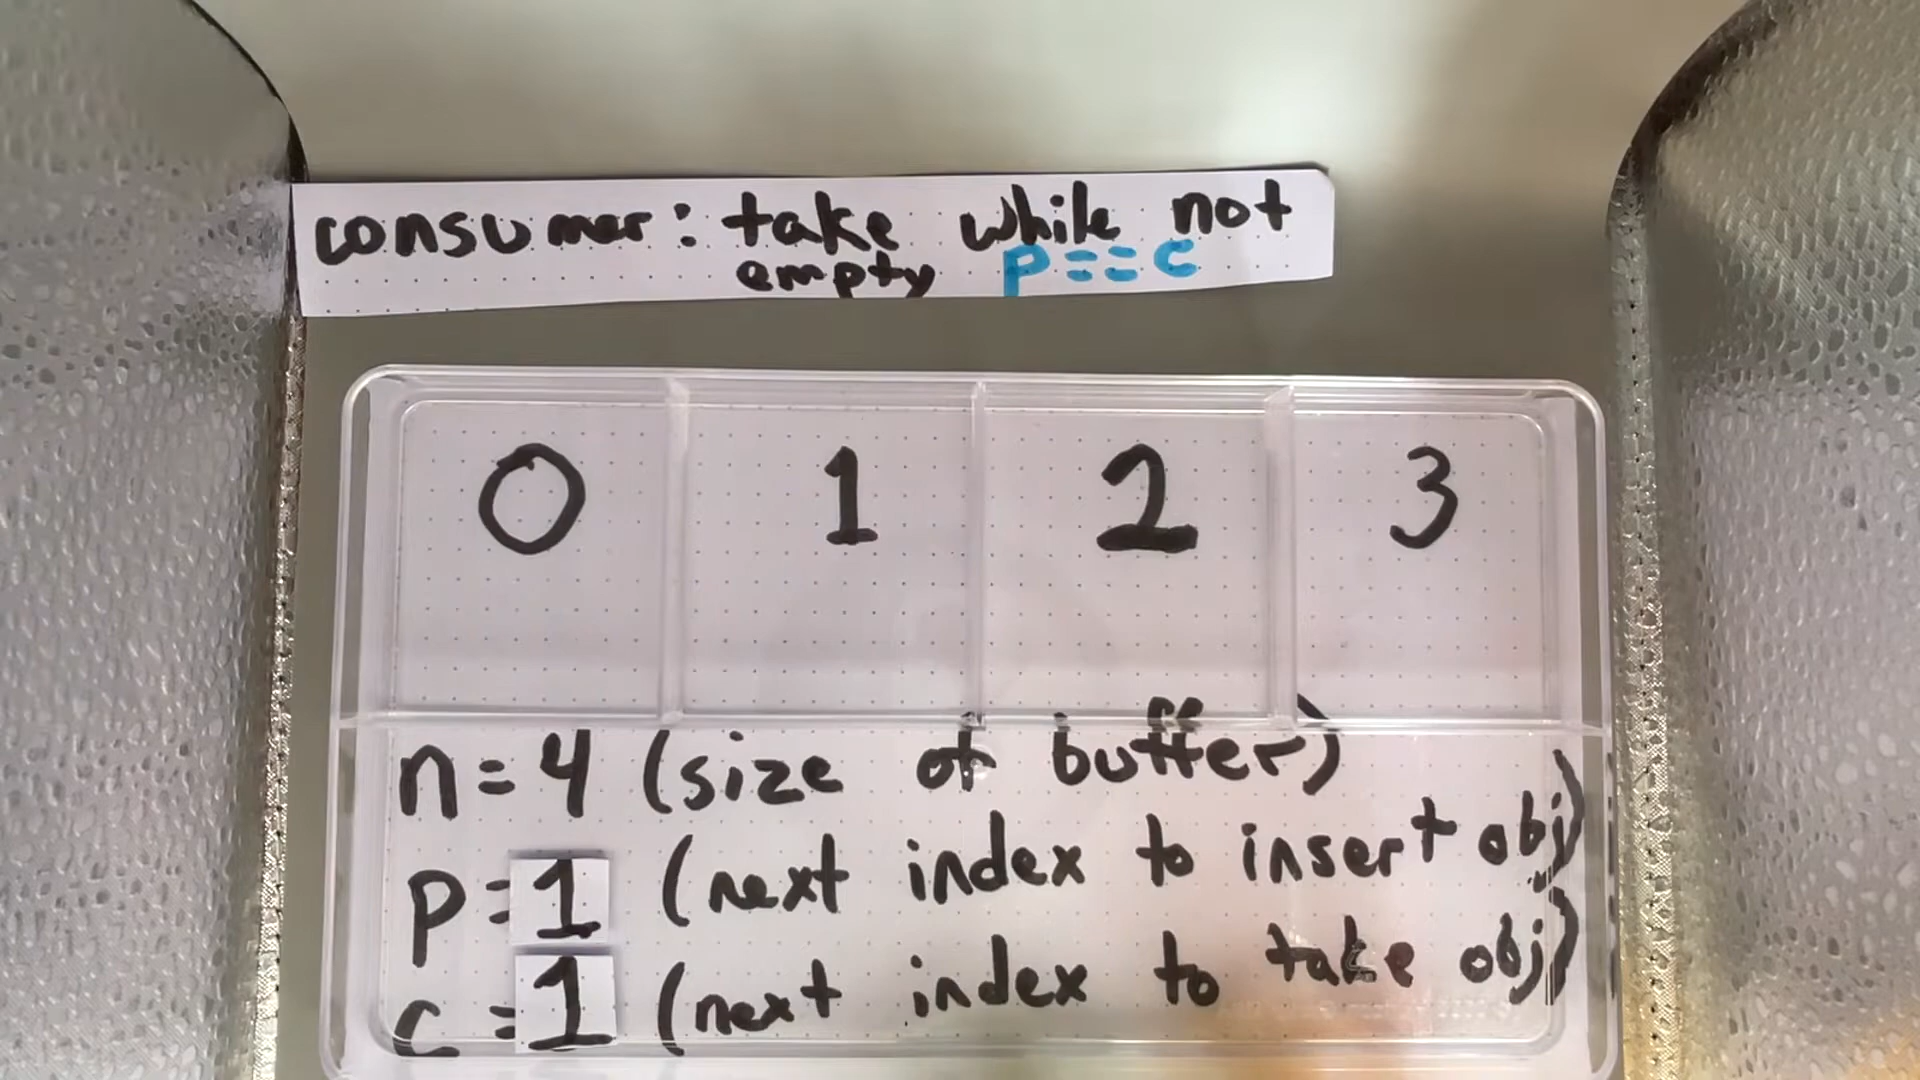 consumer: take while not
empty p==c
0 1 2 3
n=4 (size of buffer)
p=1 (next index to insert obj)
c=1 (next index to take obj)